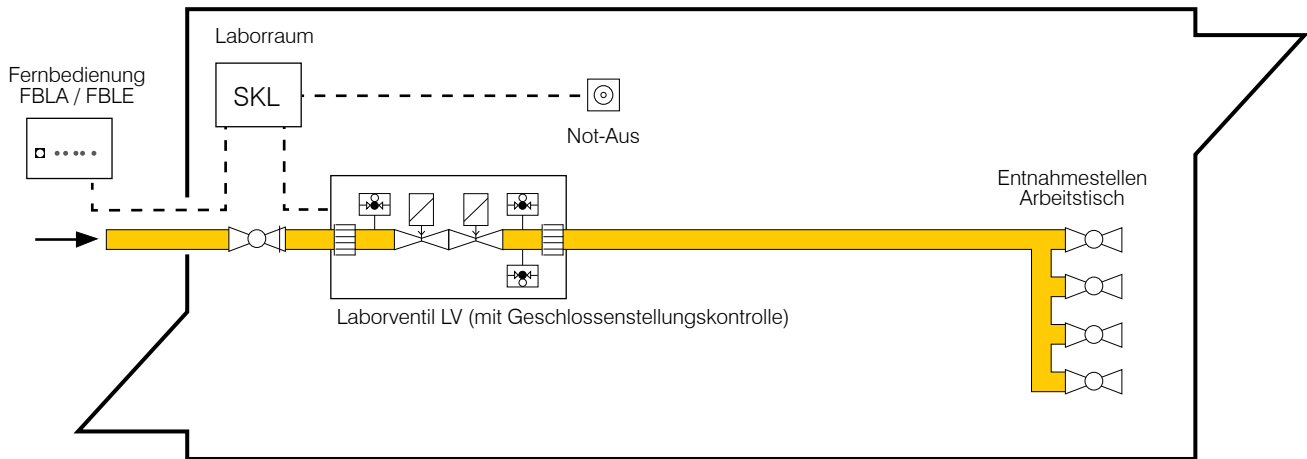 Laborraum
Fernbedienung
FBLA / FBLE
SKL
Not-Aus
Entnahmestellen
Arbeitstisch
Laborventil LV (mit Geschlossenstellungskontrolle)